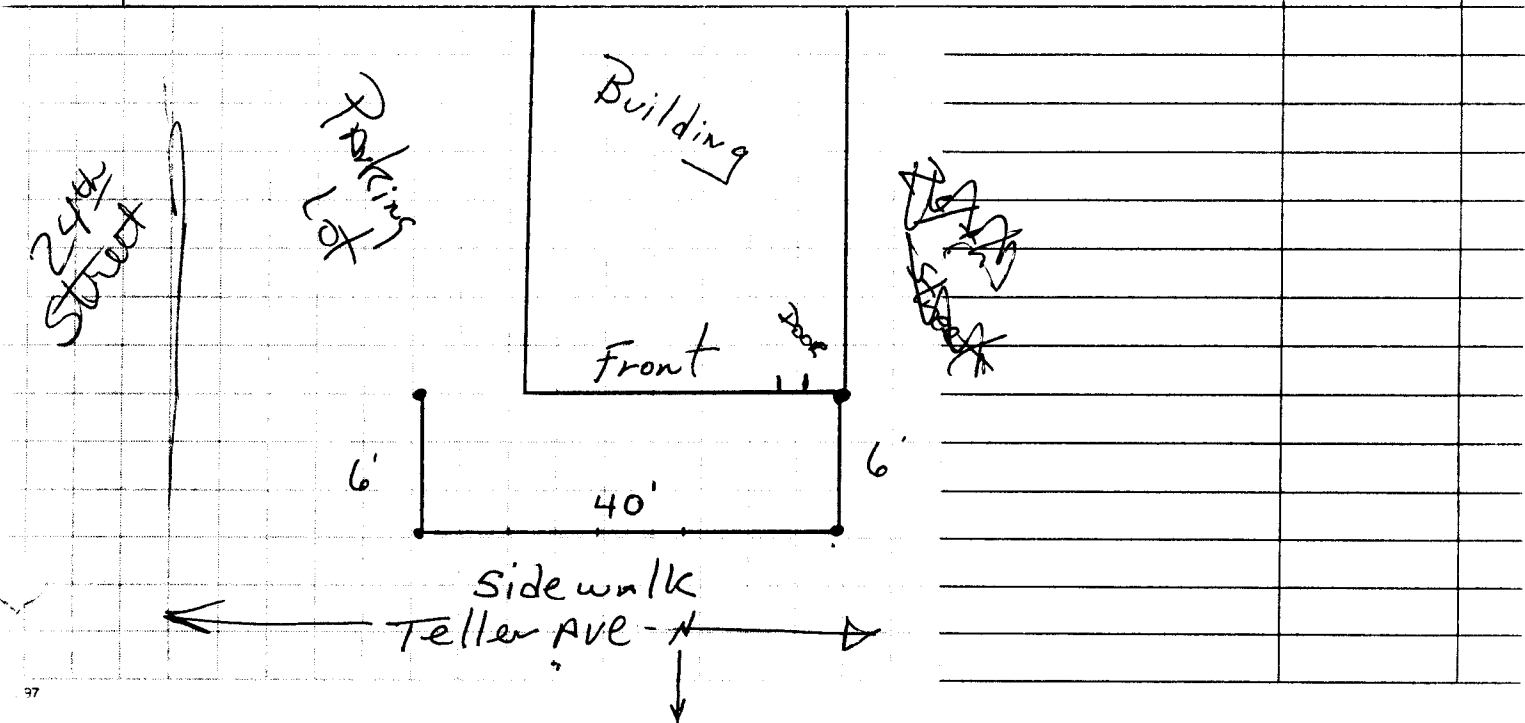 Building
Parking
Lot
24th
Street
Door
Front
6'
40'
6'
Sidewalk
Teller Ave - N
97